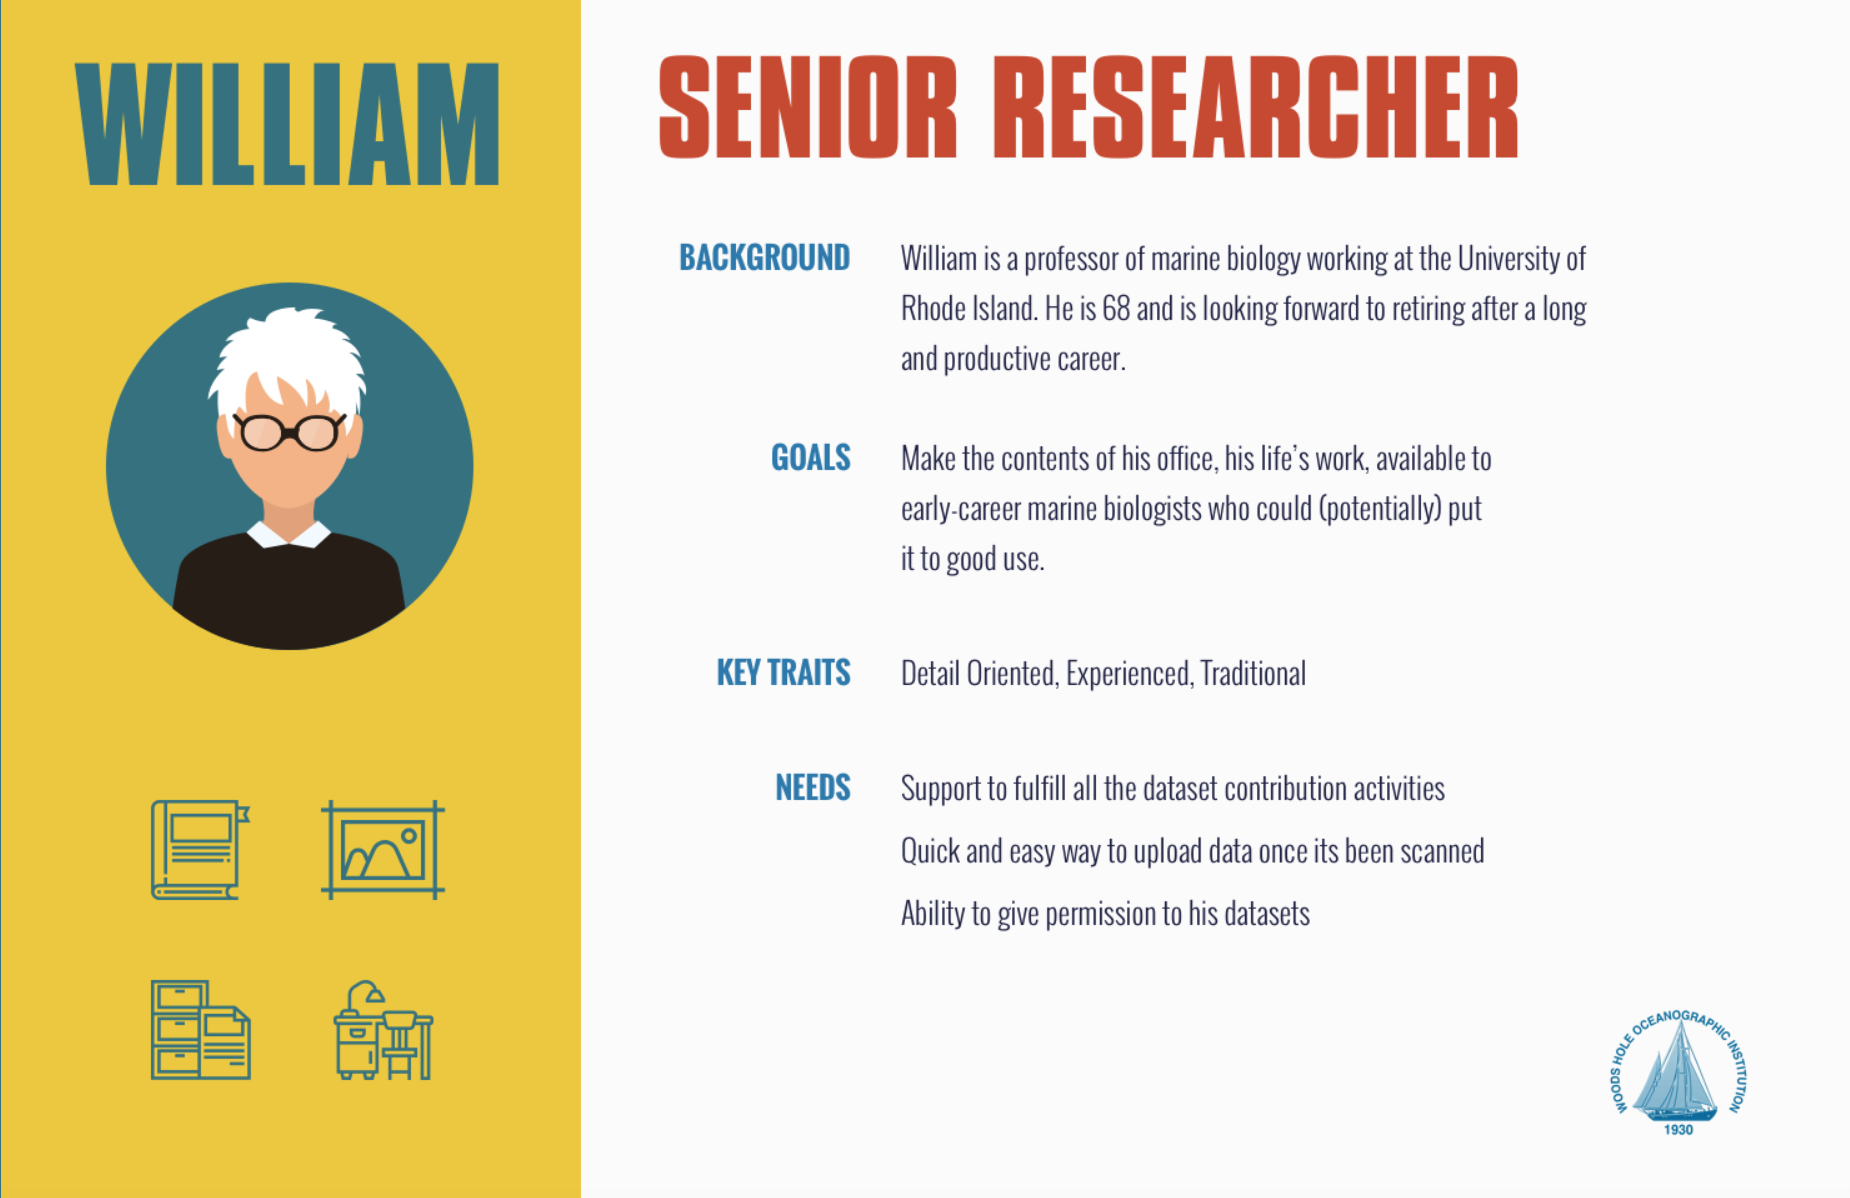 WILLIAM
SENIOR RESEARCHER
BACKGROUND
William is a professor of marine biology working at the University of
Rhode Island. He is 68 and is looking forward to retiring after a long
and productive career.
GOALS
Make the contents of his office, his life’s work, available to
early-career marine biologists who could (potentially) put
it to good use.
KEY TRAITS
Detail Oriented, Experienced, Traditional
NEEDS
Support to fulfill all the dataset contribution activities
Quick and easy way to upload data once its been scanned
Ability to give permission to his datasets
WOODS HOLE OCEANOGRAPHIC INSTITUTION
1930